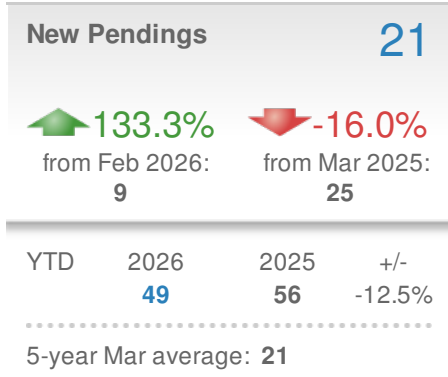 New Pendings 21
133.3% -16.0%
from Feb 2026: from Mar 2025:
9 25
YTD 2026 2025 +/-
49 56 -12.5%
5-year Mar average: 21